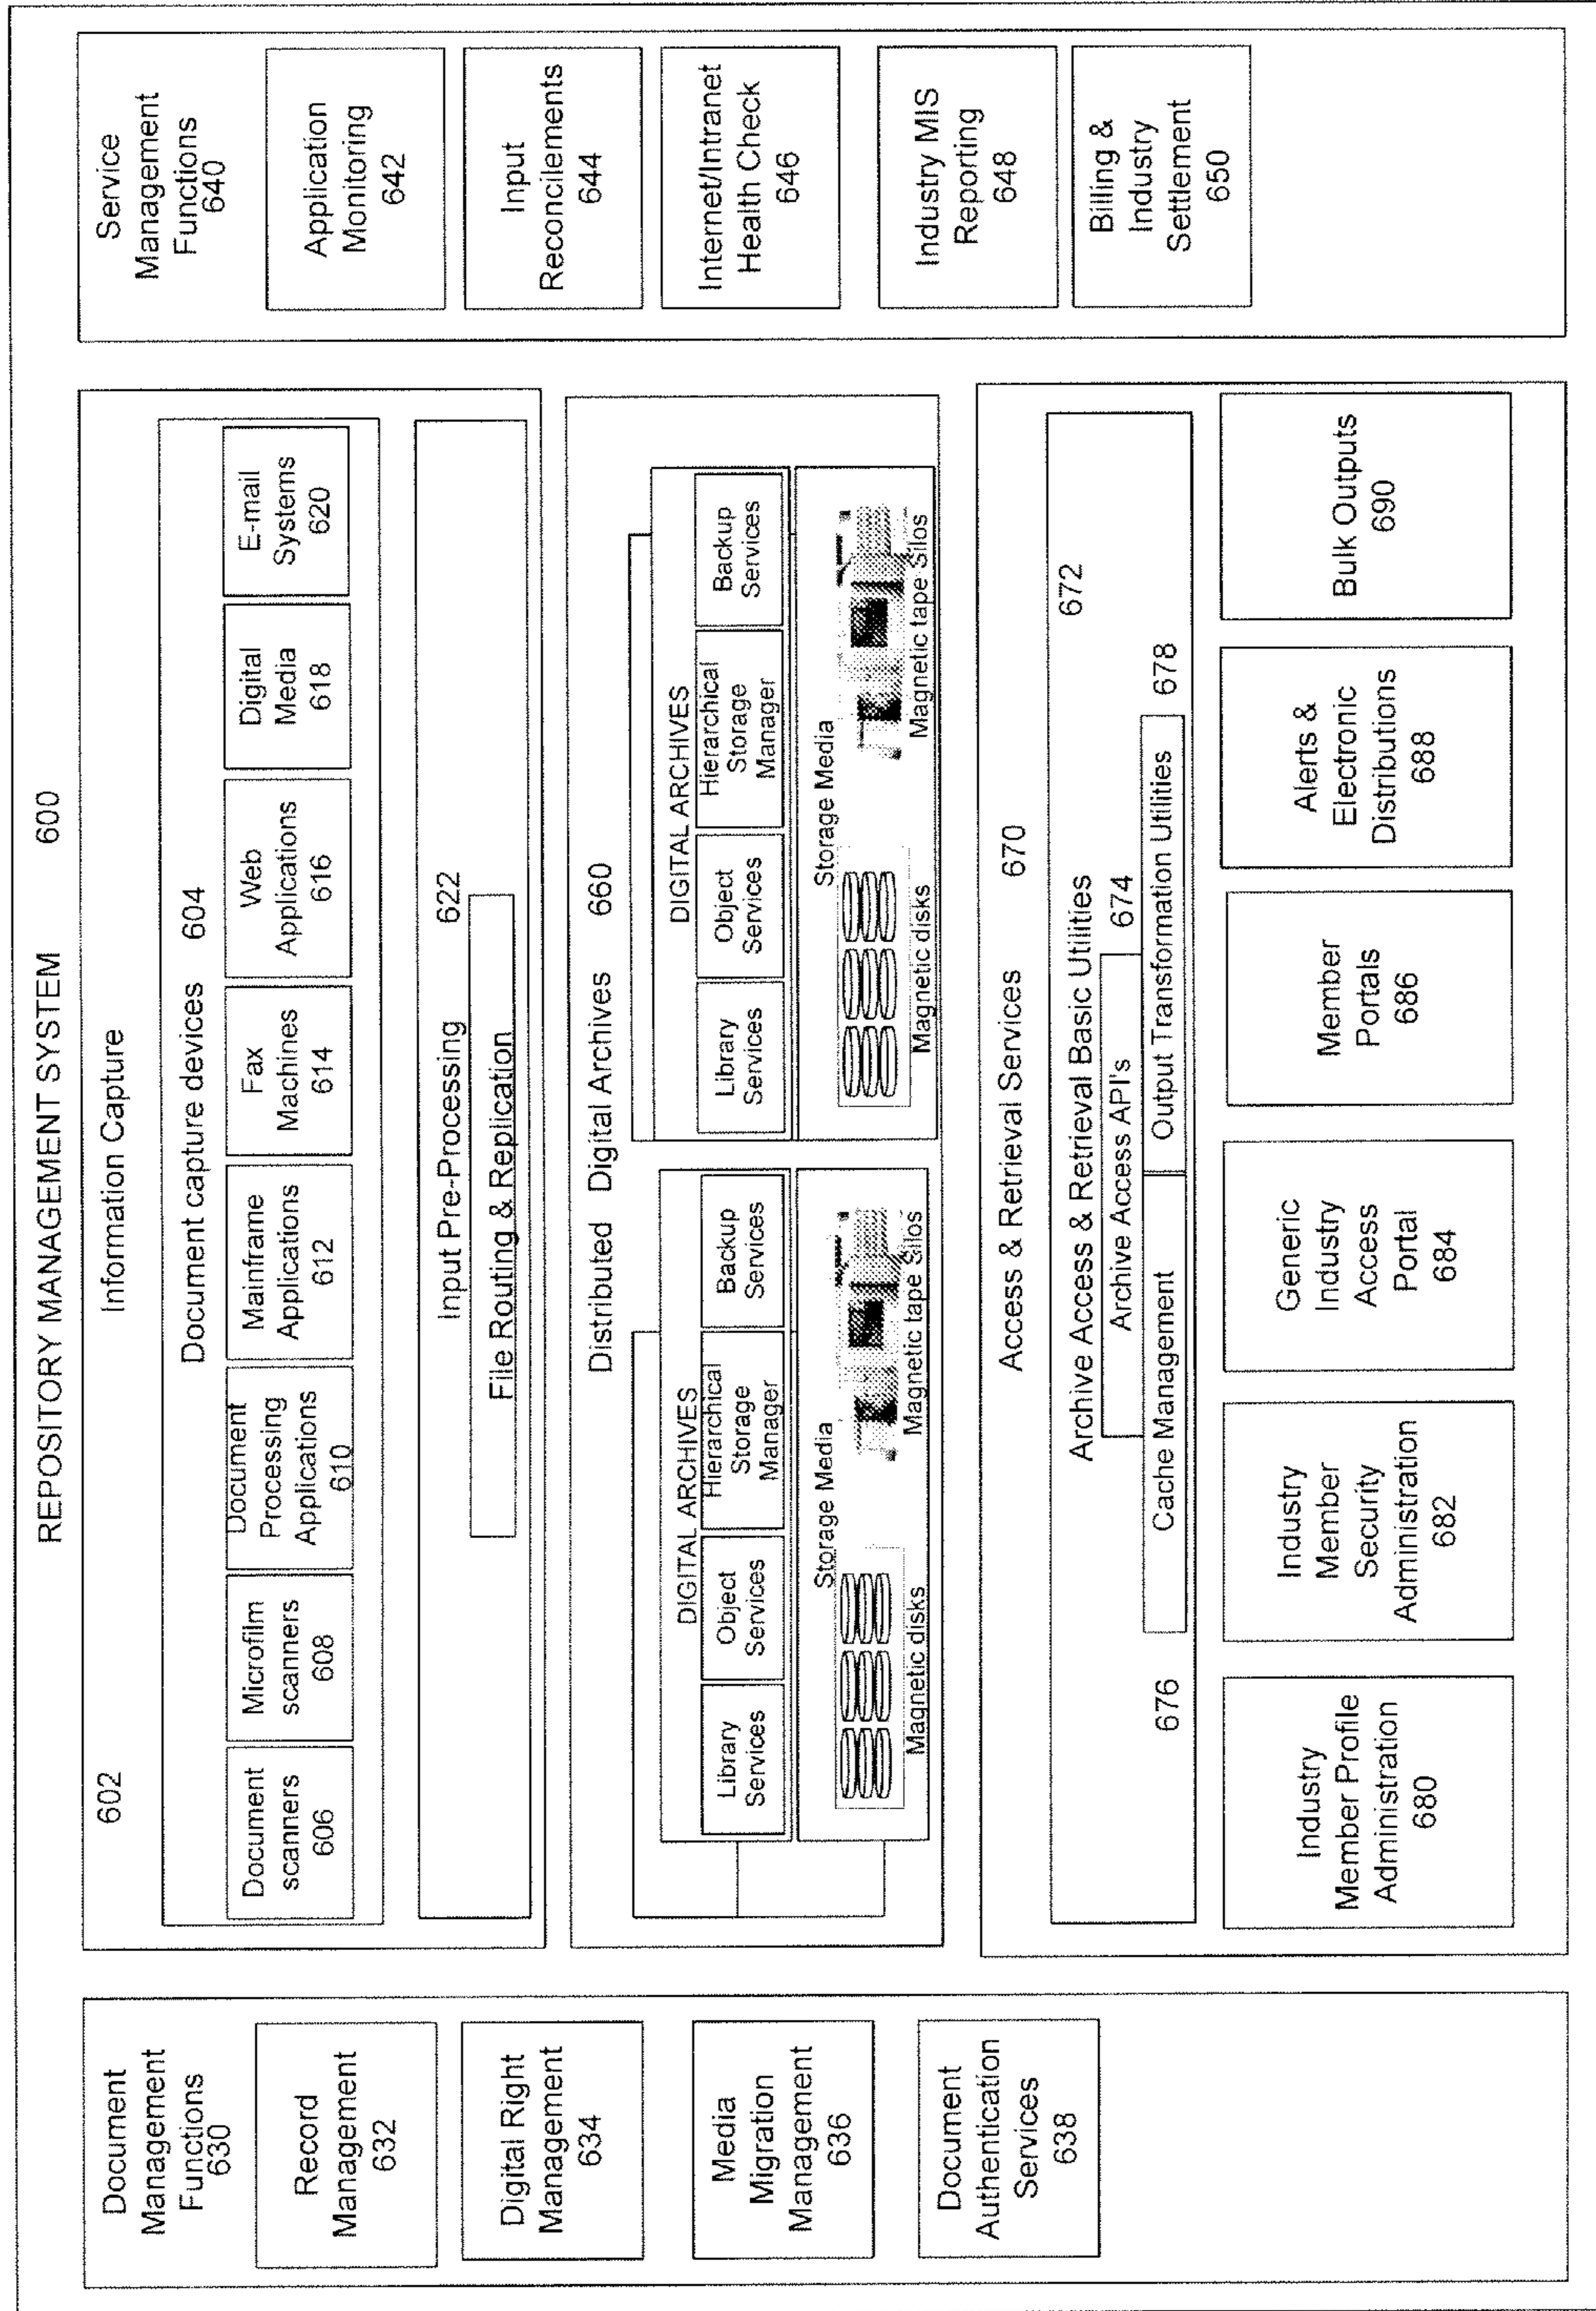 REPOSITORY MANAGEMENT SYSTEM 600
Document
Management
Functions
630
Record
Management
632
Digital Right
Management
634
Media
Migration
Management
636
Document
Authentication
Services
638
602
Information Capture
Document capture devices 604
Document
scanners
606
Microfilm
scanners
608
Document
Processing
Applications
610
Mainframe
Applications
612
Fax
Machines
614
Web
Applications
616
Digital
Media
618
E-mail
Systems
620
Input Pre-Processing 622
File Routing & Replication
Distributed Digital Archives 660
DIGITAL ARCHIVES
Library
Services
Object
Services
Hierarchical
Storage
Manager
Backup
Services
Storage Media
Magnetic disks
Magnetic tape Silos
DIGITAL ARCHIVES
Library
Services
Object
Services
Hierarchical
Storage
Manager
Backup
Services
Storage Media
Magnetic disks
Magnetic tape Silos
Access & Retrieval Services 670
Archive Access & Retrieval Basic Utilities 672
Archive Access API's 674
676
Cache Management
Output Transformation Utilities
678
Industry
Member Profile
Administration
680
Industry
Member
Security
Administration
682
Generic
Industry
Access
Portal
684
Member
Portals
686
Alerts &
Electronic
Distributions
688
Bulk Outputs
690
Service
Management
Functions
640
Application
Monitoring
642
Input
Reconcilements
644
Internet/Intranet
Health Check
646
Industry MIS
Reporting
648
Billing &
Industry
Settlement
650